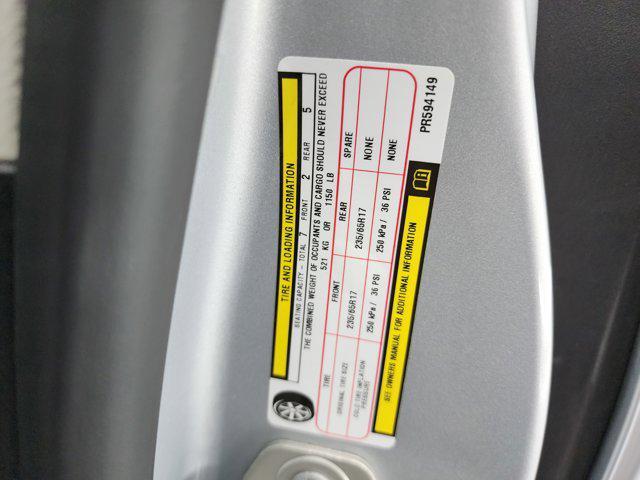 TIRE AND LOADING INFORMATION
SEATING CAPACITY - TOTAL 7 FRONT 2 REAR 5
THE COMBINED WEIGHT OF OCCUPANTS AND CARGO SHOULD NEVER EXCEED
521 KG OR 1150 LB
TIRE FRONT REAR SPARE
ORIGINAL TIRE SIZE 235/65R17 235/65R17 NONE
COLD TIRE INFLATION PRESSURE 250 kPa / 36 PSI 250 kPa / 36 PSI NONE
SEE OWNERS MANUAL FOR ADDITIONAL INFORMATION
PR594149